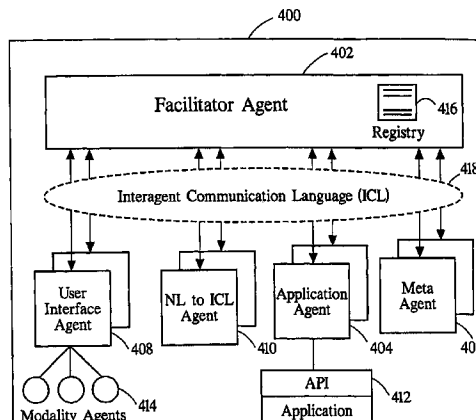 400
402
Facilitator Agent
416
Registry
418
Interagent Communication Language (ICL)
User
Interface
Agent
408
NL to ICL
Agent
410
Application
Agent
404
Meta
Agent
40
414
Modality Agents
API
412
Application